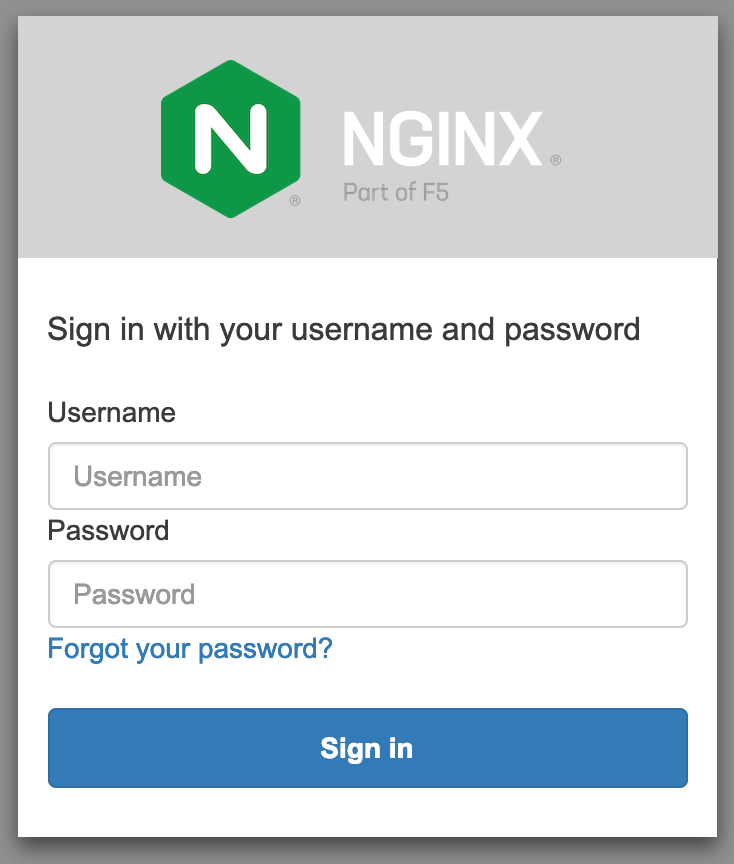 N
®
NGINX ®
Part of F5
Sign in with your username and password
Username
Username
Password
Password
Forgot your password?
Sign in